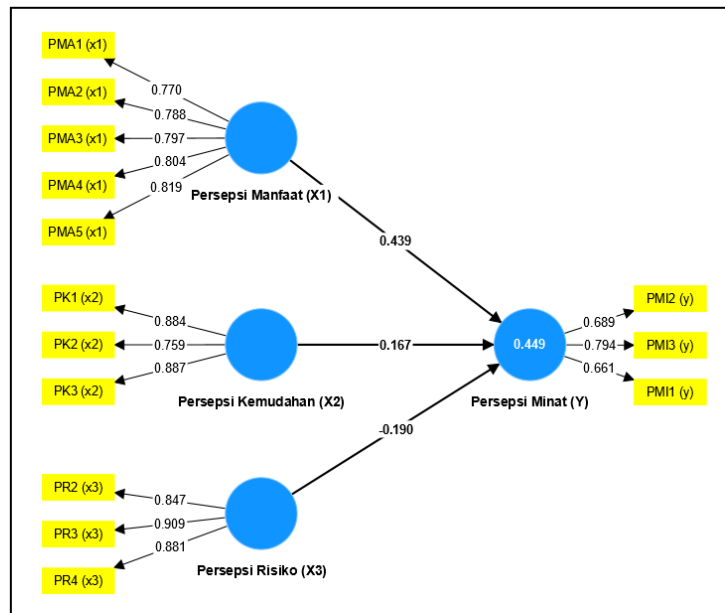 PMA1 (x1)
0.770
PMA2 (x1)
0.788
PMA3 (x1)
0.797
PMA4 (x1)
0.804
PMA5 (x1)
0.819
Persepsi Manfaat (X1)
0.439
PK1 (x2)
0.884
PK2 (x2)
0.759
PK3 (x2)
0.887
Persepsi Kemudahan (X2)
0.167
PR2 (x3)
0.847
PR3 (x3)
0.909
PR4 (x3)
0.881
Persepsi Risiko (X3)
-0.190
0.449
Persepsi Minat (Y)
0.689
PMI2 (y)
0.794
PMI3 (y)
0.661
PMI1 (y)